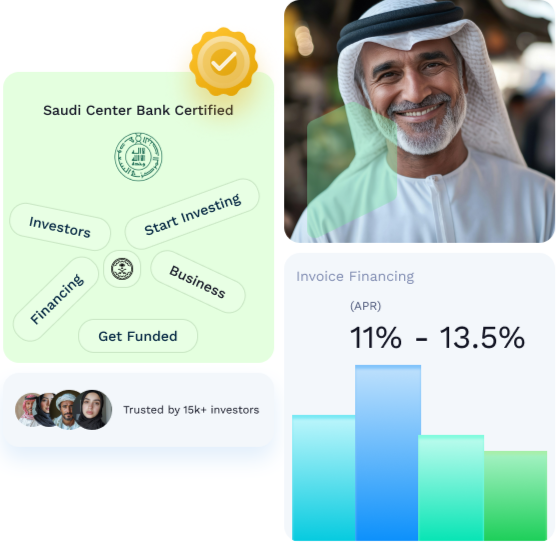 Saudi Center Bank Certified
Investors
Start Investing
Financing
Business
Get Funded
Trusted by 15k+ investors
Invoice Financing
(APR)
11% - 13.5%